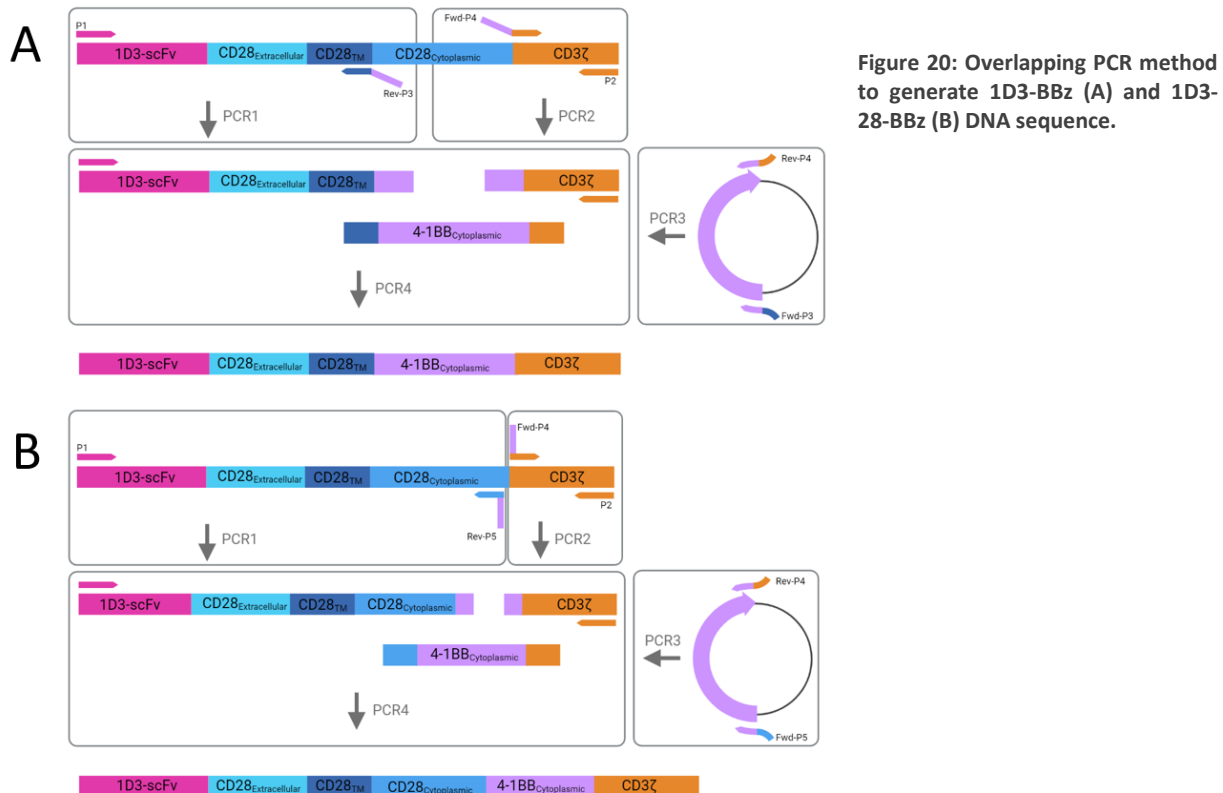 A
P1
Fwd-P4
1D3-scFv CD28Extracellular CD28TM CD28Cytoplasmic CD3ζ
Rev-P3
P2
PCR1
PCR2
1D3-scFv CD28Extracellular CD28TM CD3ζ
4-1BBCytoplasmic
PCR4
PCR3
Rev-P4
Fwd-P3
1D3-scFv CD28Extracellular CD28TM 4-1BBCytoplasmic CD3ζ
Figure 20: Overlapping PCR method
to generate 1D3-BBz (A) and 1D3-
28-BBz (B) DNA sequence.
B
P1
Fwd-P4
1D3-scFv CD28Extracellular CD28TM CD28Cytoplasmic CD3ζ
P2
Rev-P5
PCR1
PCR2
1D3-scFv CD28Extracellular CD28TM CD28Cytoplasmic CD3ζ
4-1BBCytoplasmic
PCR4
PCR3
Rev-P4
Fwd-P5
1D3-scFv CD28Extracellular CD28TM CD28Cytoplasmic 4-1BBCytoplasmic CD3ζ